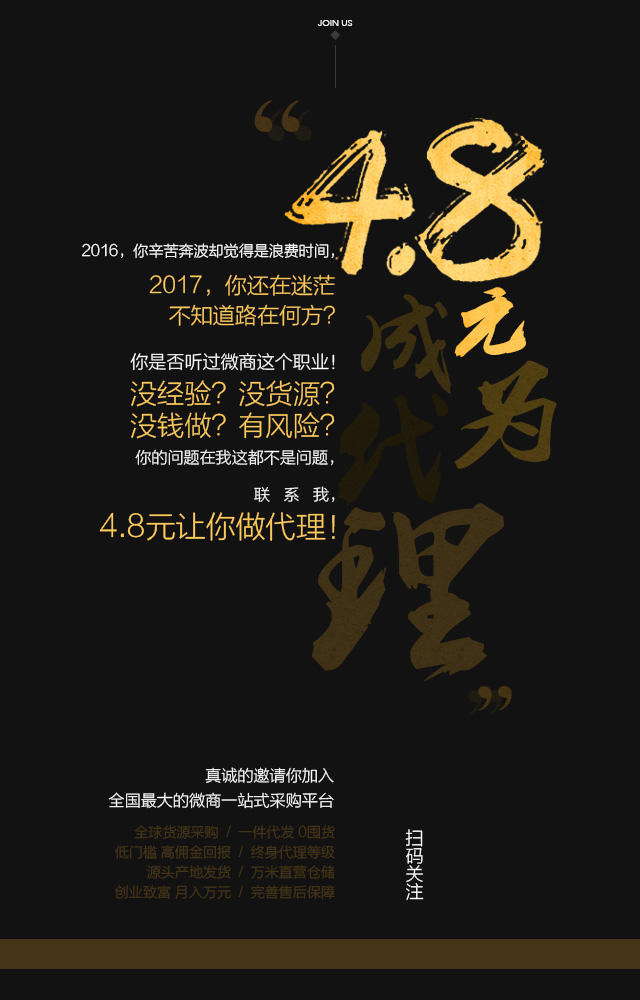 JOIN US
“
4.8
元
成为
代理
”
2016，你辛苦奔波却觉得是浪费时间，
2017，你还在迷茫
不知道路在何方？
你是否听过微商这个职业！
没经验？没货源？
没钱做？有风险？
你的问题在我这都不是问题，
联 系 我，
4.8元让你做代理！
真诚的邀请你加入
全国最大的微商一站式采购平台
全球货源采购 / 一件代发 0囤货
低门槛 高佣金回报 / 终身代理等级
源头产地发货 / 万米直营仓储
创业致富 月入万元 / 完善售后保障
扫码关注